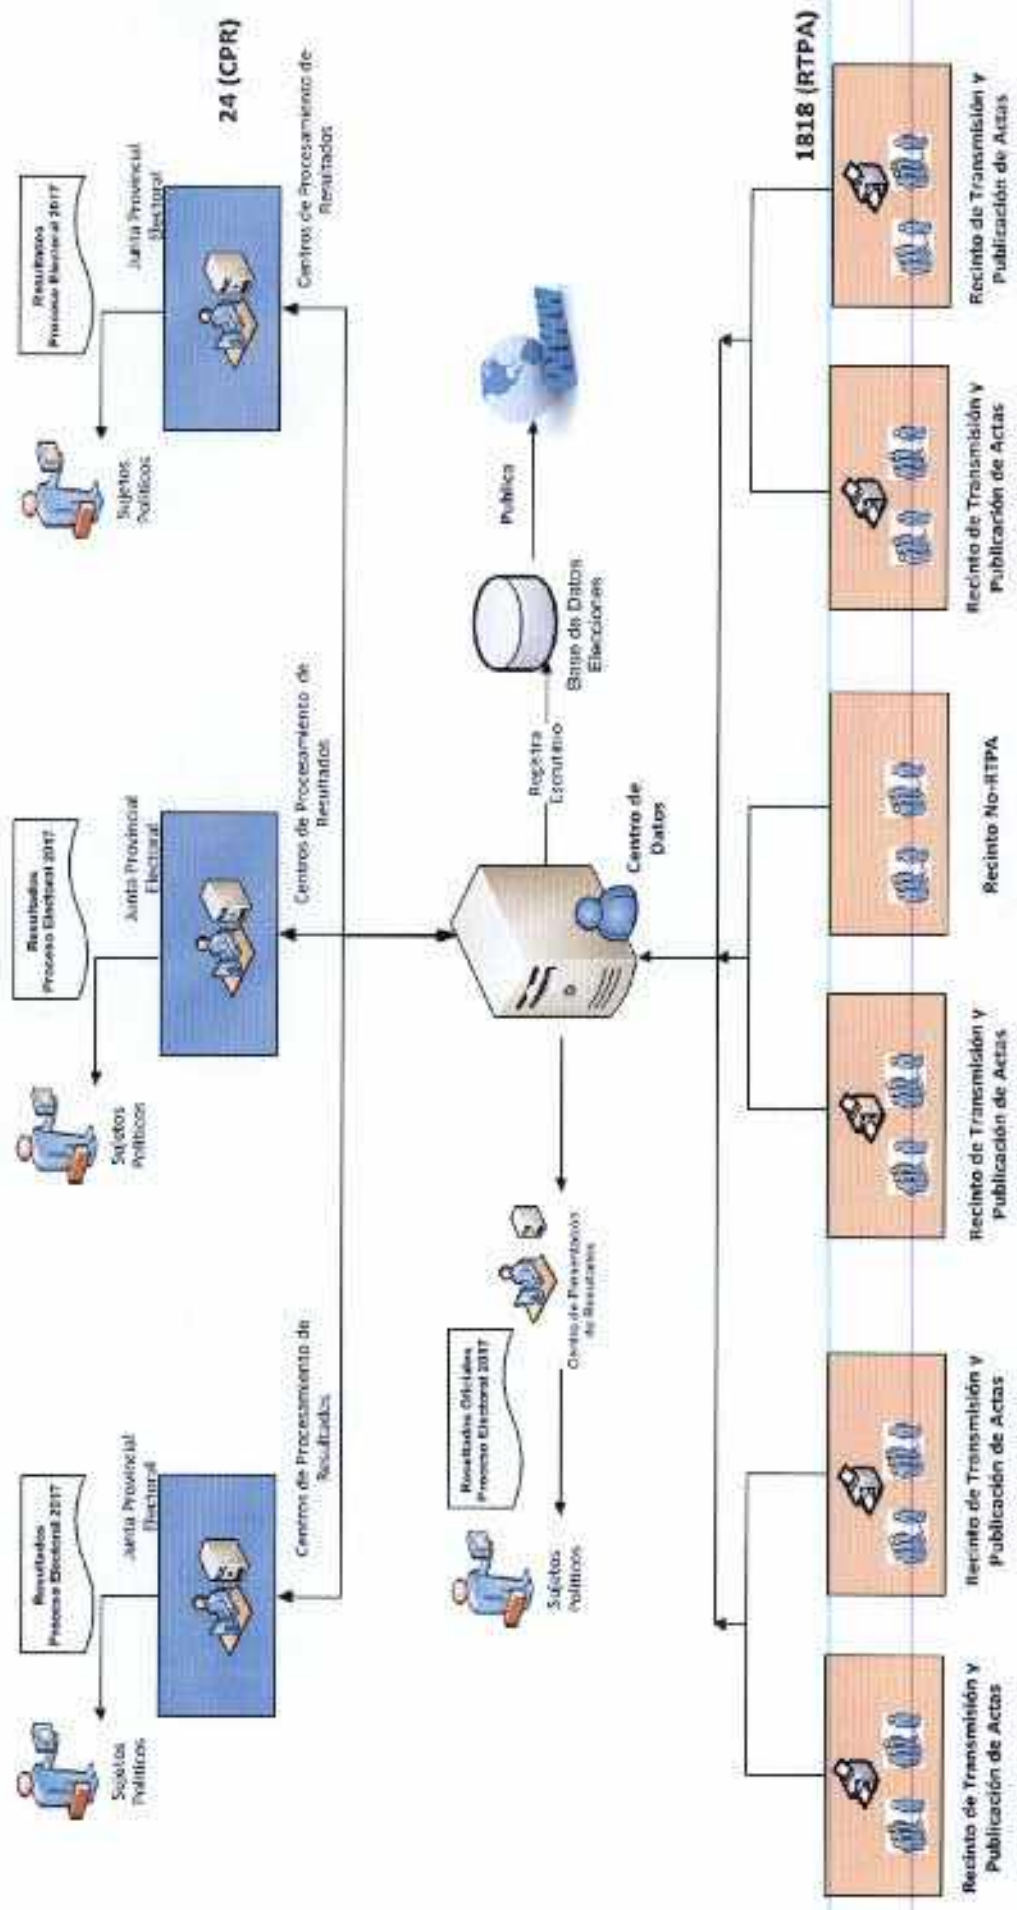 Resultados
Proceso Electoral 2017
Junta Provincial
Electoral
Sujetos
Políticos
Centros de Procesamiento de
Resultados
Resultados
Proceso Electoral 2017
Junta Provincial
Electoral
Sujetos
Políticos
Centros de Procesamiento de
Resultados
Resultados
Proceso Electoral 2017
Junta Provincial
Electoral
Sujetos
Políticos
Centros de Procesamiento de
Resultados
24 (CPR)
Resultados Oficiales
Proceso Electoral 2017
Sujetos
Políticos
Centro de Presentación
de Resultados
Centro de
Datos
Registra
Escrutinio
Base de Datos
Elecciones
Publica
1818 (RTPA)
Recinto de Transmisión y
Publicación de Actas
Recinto de Transmisión y
Publicación de Actas
Recinto de Transmisión y
Publicación de Actas
Recinto No-RTPA
Recinto de Transmisión y
Publicación de Actas
Recinto de Transmisión y
Publicación de Actas